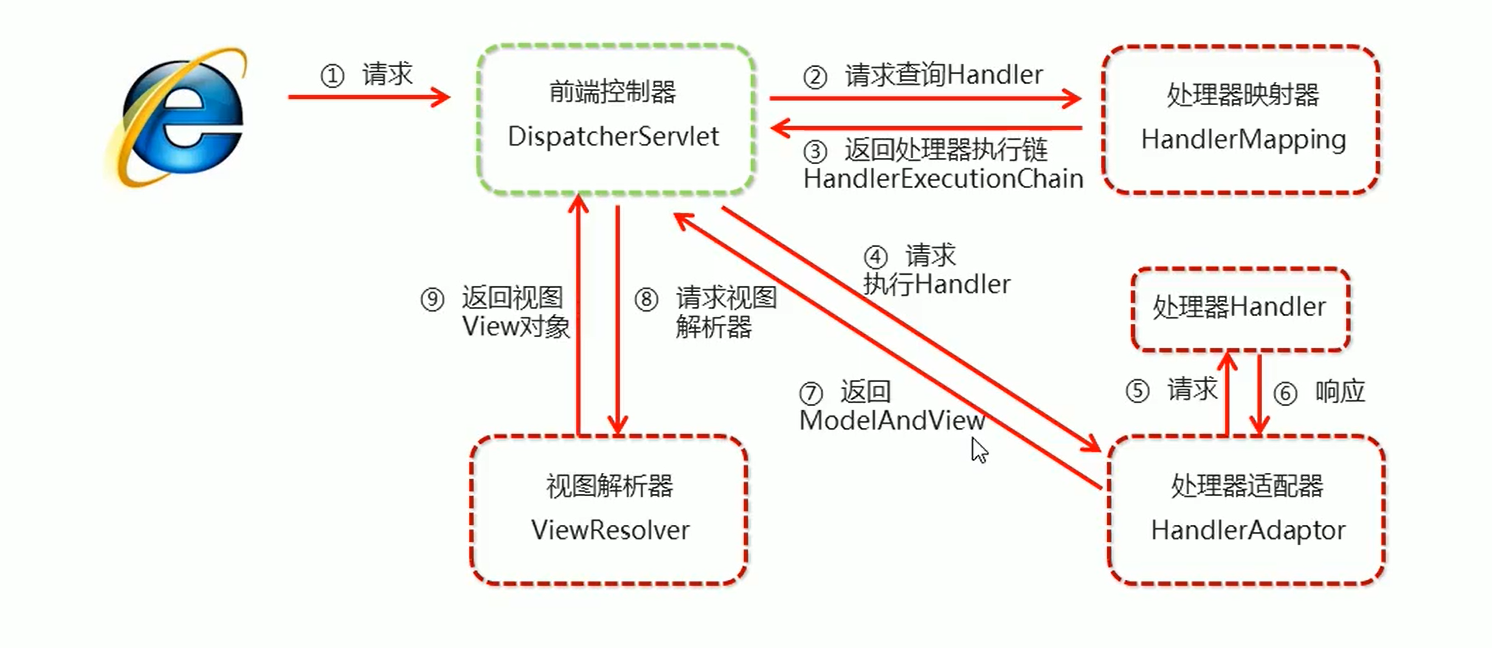 ① 请求
前端控制器
DispatcherServlet
② 请求查询Handler
③ 返回处理器执行链
HandlerExecutionChain
处理器映射器
HandlerMapping
④ 请求
执行Handler
处理器Handler
⑤ 请求
⑥ 响应
⑦ 返回
ModelAndView
处理器适配器
HandlerAdaptor
⑧ 请求视图
解析器
⑨ 返回视图
View对象
视图解析器
ViewResolver